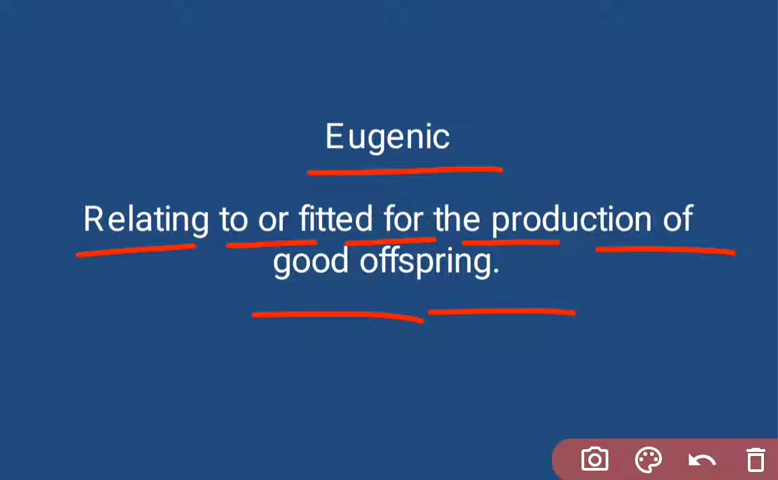 Eugenic
Relating to or fitted for the production of
good offspring.